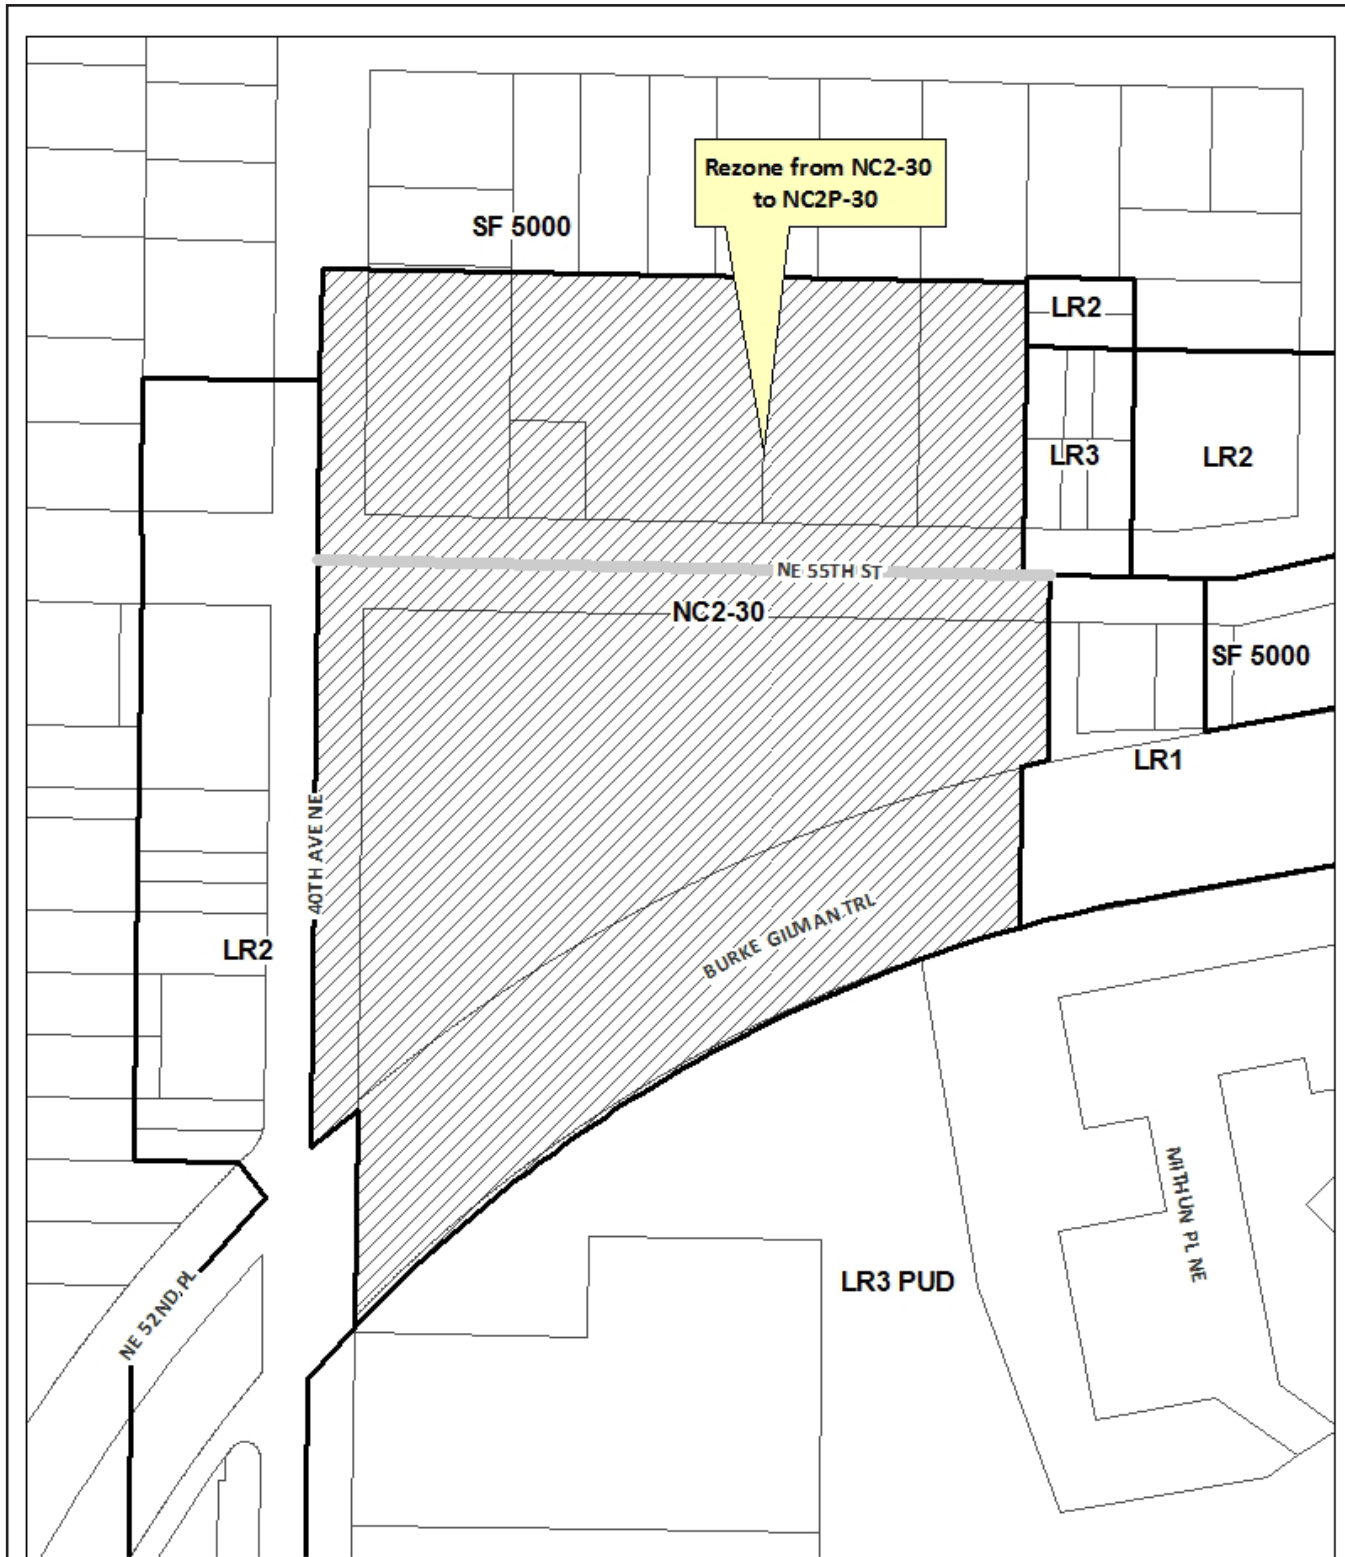 Rezone from NC2-30
to NC2P-30
SF 5000
LR2
LR3
LR2
NE 55TH ST
NC2-30
SF 5000
LR1
40TH AVE NE
BURKE GILMAN TRL
LR2
MITHUN PL NE
NE 52ND PL
LR3 PUD